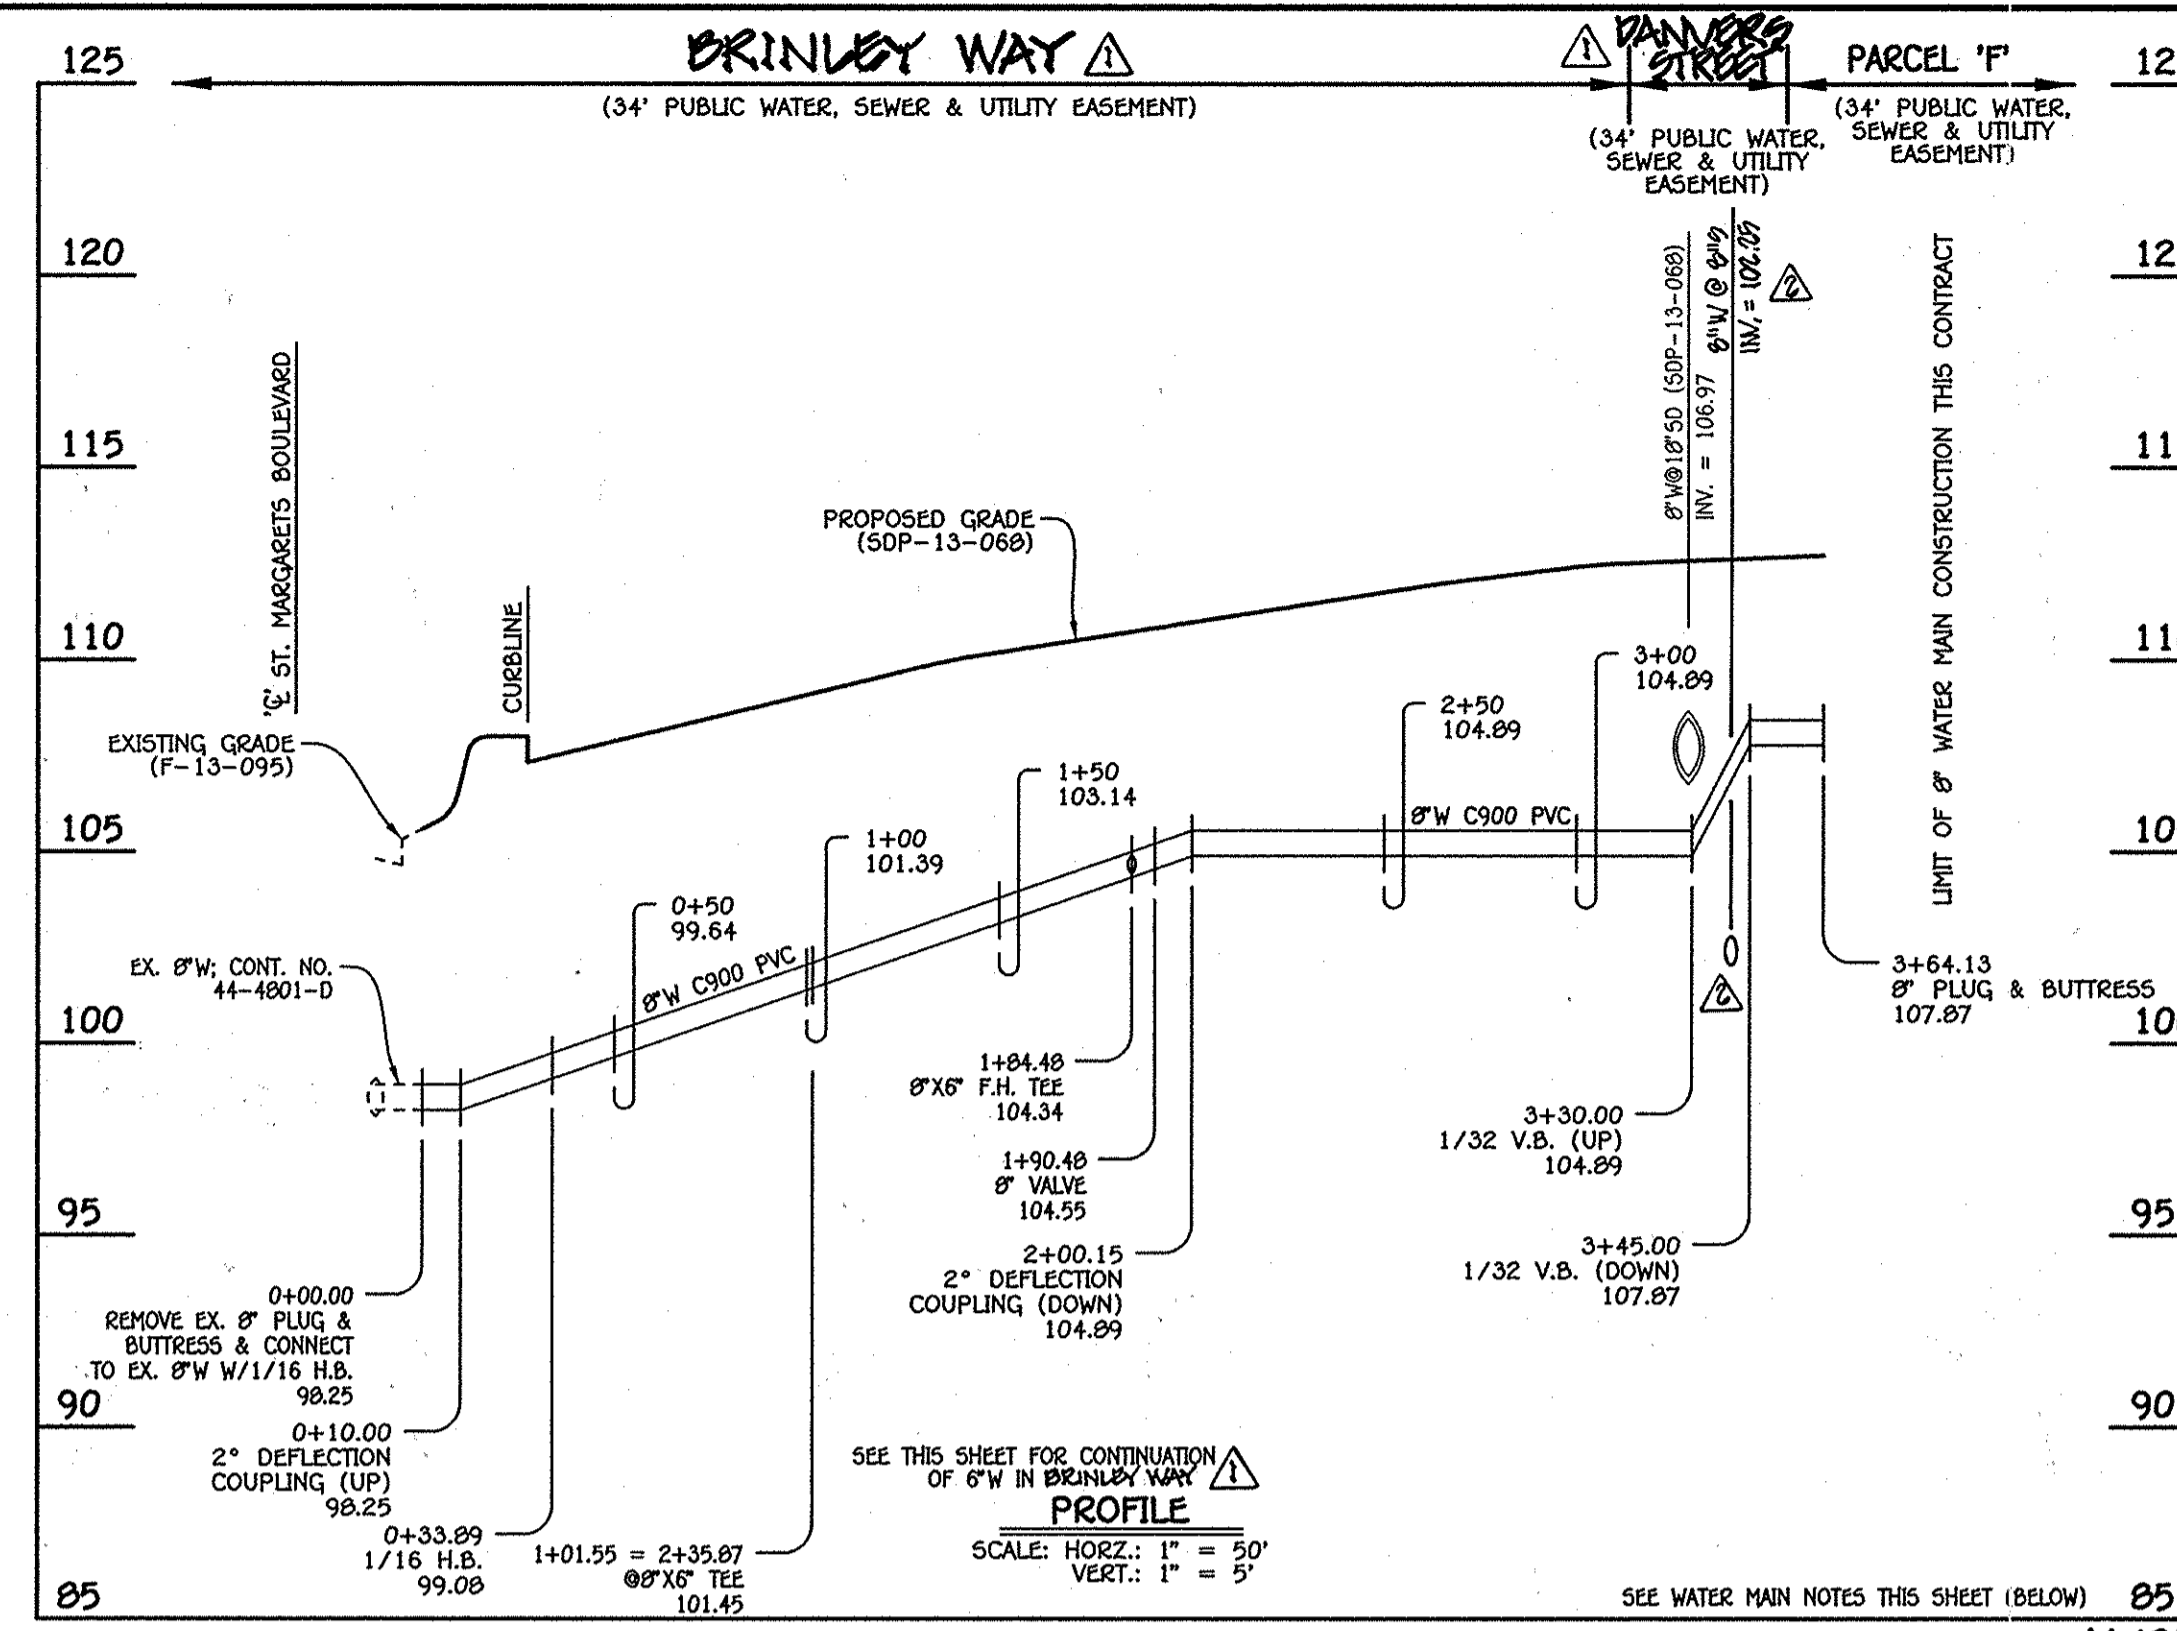 BRINLEY WAY 1
(34' PUBLIC WATER, SEWER & UTILITY EASEMENT)
1 DANVERS
STREET
(34' PUBLIC WATER,
SEWER & UTILITY
EASEMENT)
PARCEL 'F'
(34' PUBLIC WATER,
SEWER & UTILITY
EASEMENT)
125
120
115
110
105
100
95
90
85
12
12
11
11
10
10
95
90
85
℄ ST. MARGARETS BOULEVARD
CURBLINE
EXISTING GRADE
(F-13-095)
PROPOSED GRADE
(SDP-13-068)
8"W@18"SD (SDP-13-068)
INV. = 106.97
8"W @ 8"S
INV. = 102.25
2
LIMIT OF 8" WATER MAIN CONSTRUCTION THIS CONTRACT
EX. 8"W; CONT. NO.
44-4801-D
0+50
99.64
8"W C900 PVC
1+00
101.39
1+50
103.14
2+50
104.89
8"W C900 PVC
3+00
104.89
2
3+64.13
8" PLUG & BUTTRESS
107.87
1+84.48
8"X6" F.H. TEE
104.34
1+90.48
8" VALVE
104.55
2+00.15
2° DEFLECTION
COUPLING (DOWN)
104.89
3+30.00
1/32 V.B. (UP)
104.89
3+45.00
1/32 V.B. (DOWN)
107.87
0+00.00
REMOVE EX. 8" PLUG &
BUTTRESS & CONNECT
TO EX. 8"W W/1/16 H.B.
98.25
0+10.00
2° DEFLECTION
COUPLING (UP)
98.25
0+33.89
1/16 H.B.
99.08
1+01.55 = 2+35.87
@8"X6" TEE
101.45
SEE THIS SHEET FOR CONTINUATION
OF 6"W IN BRINLEY WAY 1
PROFILE
SCALE: HORZ.: 1" = 50'
VERT.: 1" = 5'
SEE WATER MAIN NOTES THIS SHEET (BELOW)